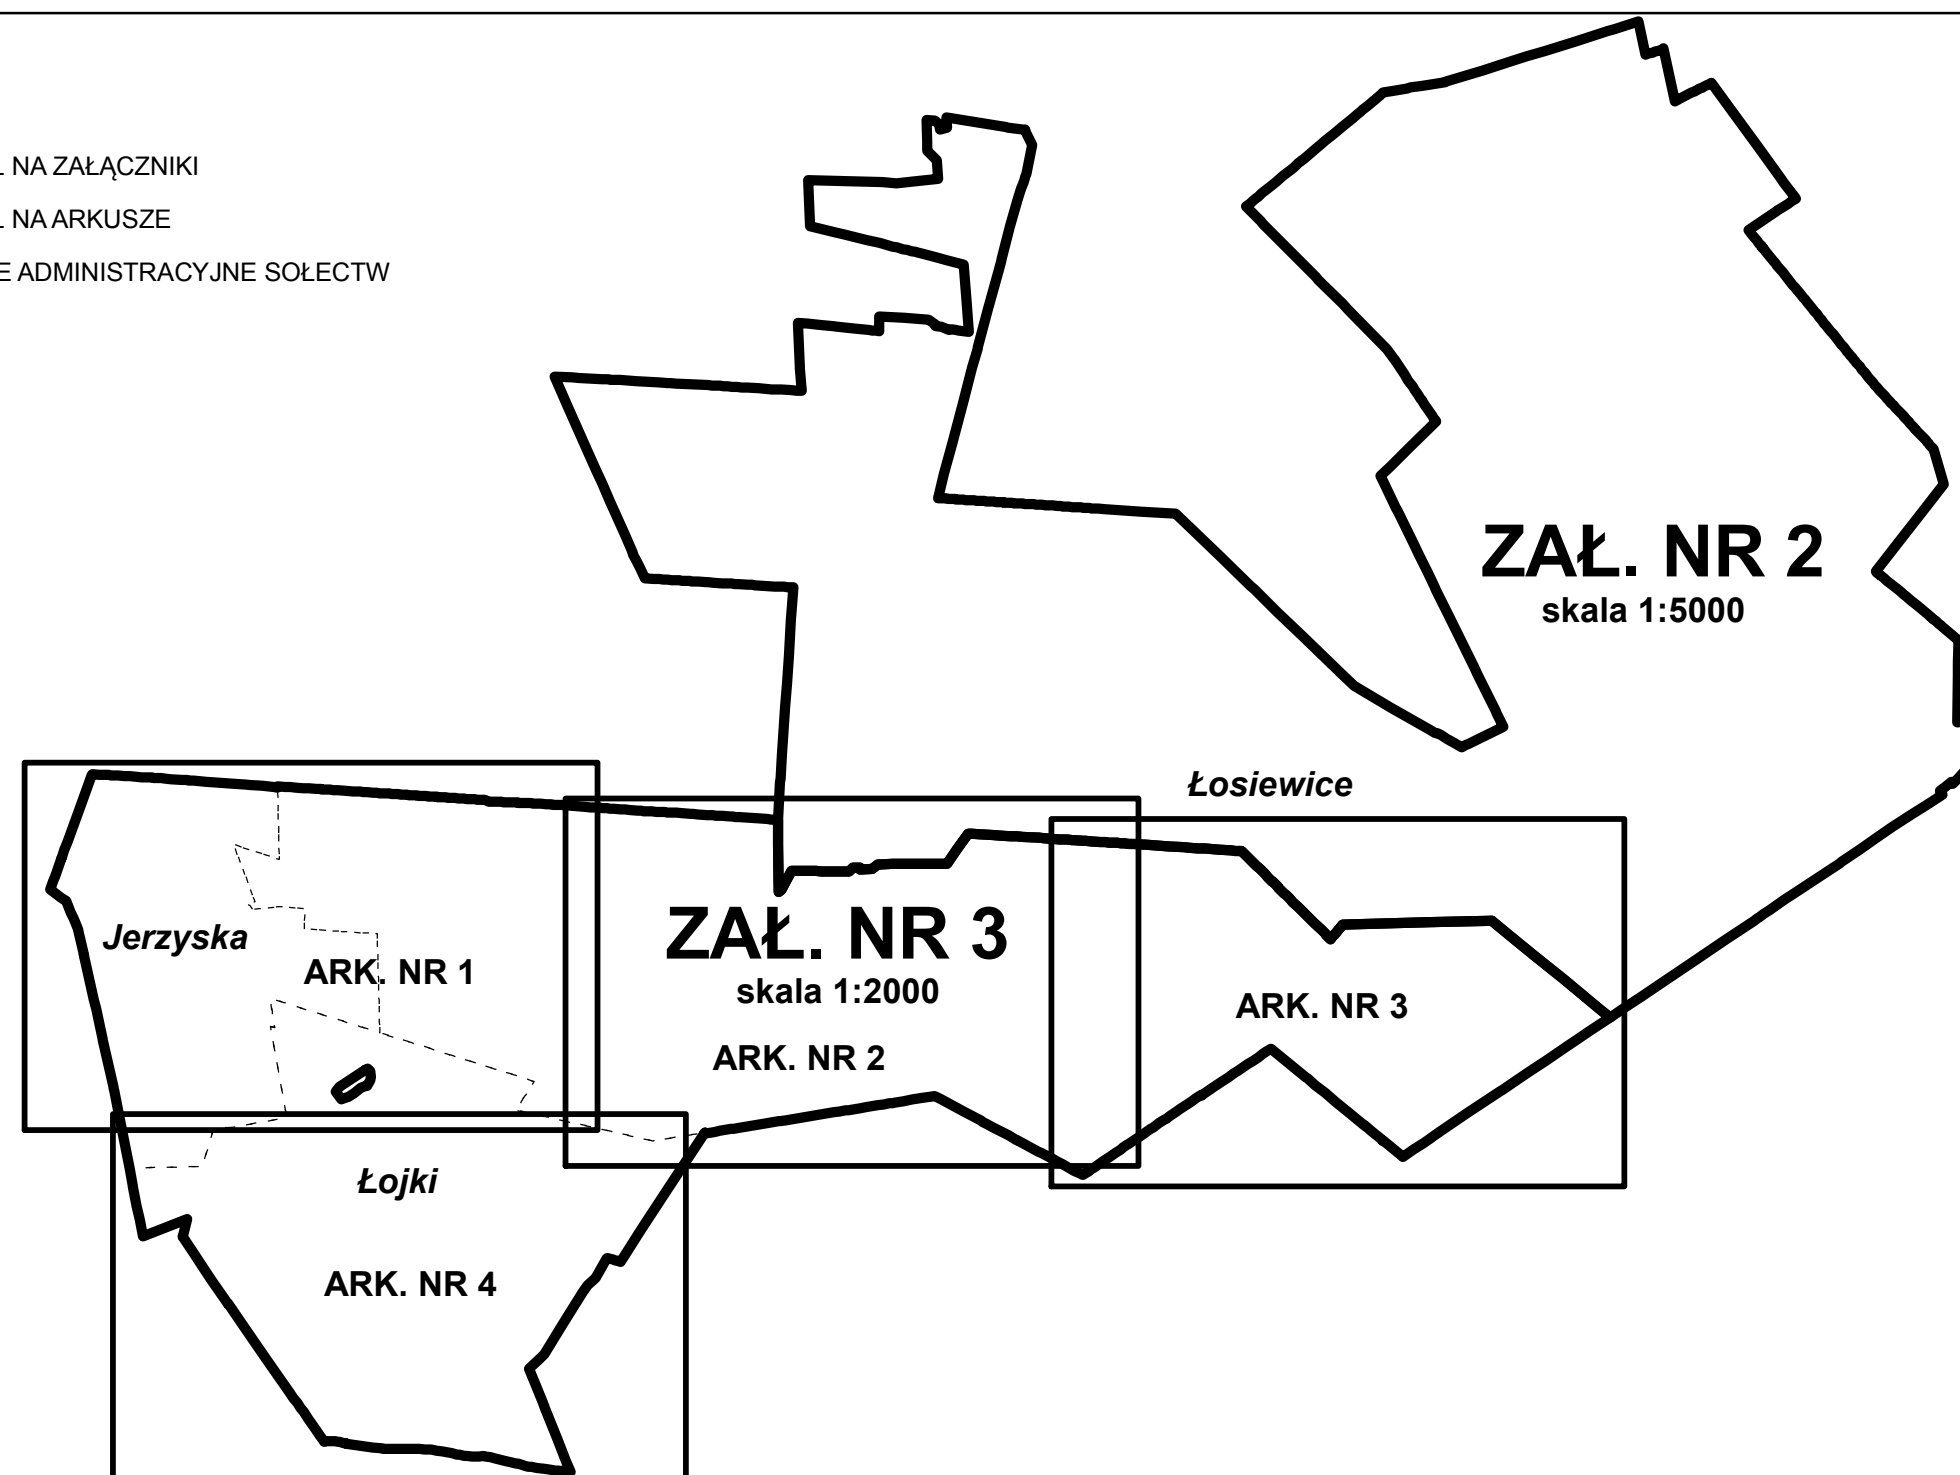 NA ZAŁĄCZNIKI
NA ARKUSZE
ADMINISTRACYJNE SOŁECTW
ZAŁ. NR 2
skala 1:5000
Łosiewice
Jerzyska
ARK. NR 1
ZAŁ. NR 3
skala 1:2000
ARK. NR 2
ARK. NR 3
Łojki
ARK. NR 4